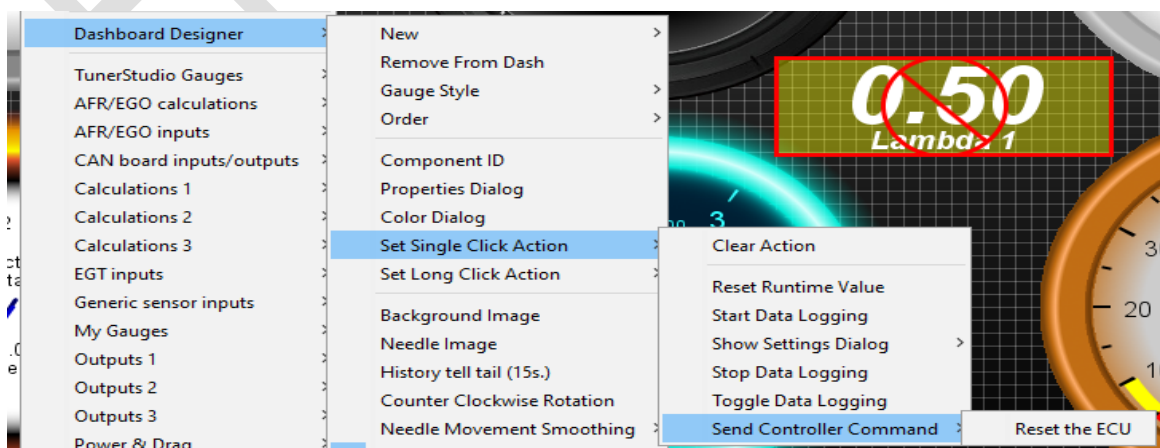 Dashboard Designer
TunerStudio Gauges
AFR/EGO calculations
AFR/EGO inputs
CAN board inputs/outputs
Calculations 1
Calculations 2
Calculations 3
EGT inputs
Generic sensor inputs
My Gauges
Outputs 1
Outputs 2
Outputs 3
Power & Drag
New
Remove From Dash
Gauge Style
Order
Component ID
Properties Dialog
Color Dialog
Set Single Click Action
Set Long Click Action
Background Image
Needle Image
History tell tail (15s.)
Counter Clockwise Rotation
Needle Movement Smoothing
Clear Action
Reset Runtime Value
Start Data Logging
Show Settings Dialog
Stop Data Logging
Toggle Data Logging
Send Controller Command
Reset the ECU
0.50
Lambda 1
3
3
20